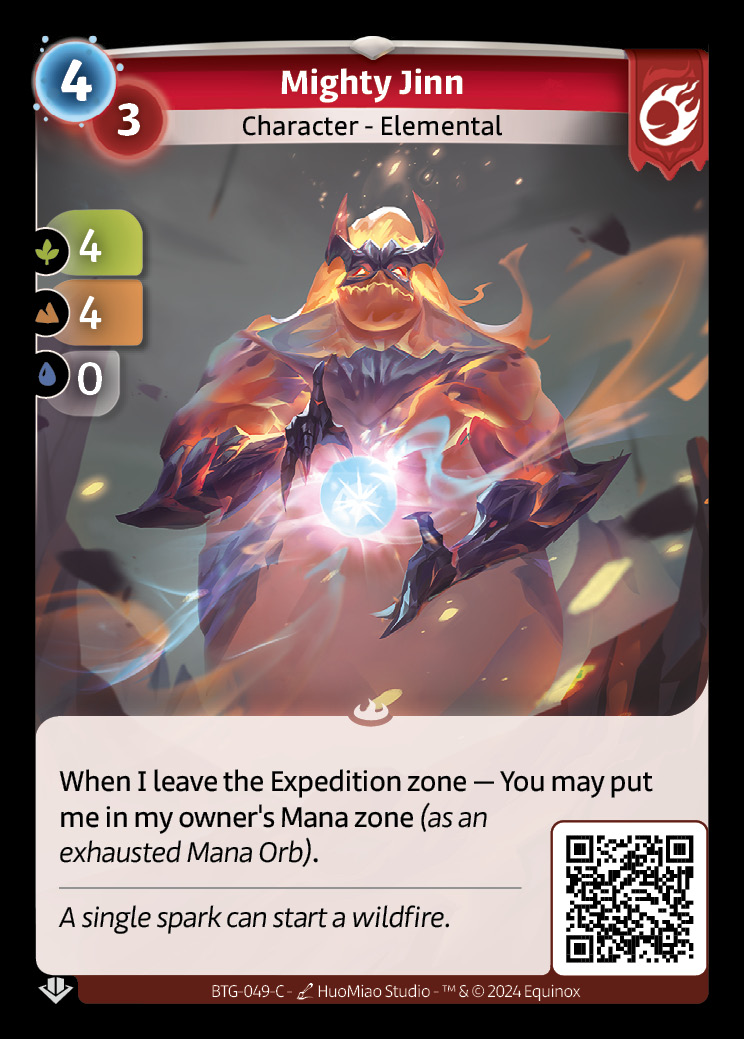 4
Mighty Jinn
3
Character - Elemental
4
4
0
When I leave the Expedition zone — You may put
me in my owner's Mana zone (as an
exhausted Mana Orb).
A single spark can start a wildfire.
BTG-049-C - HuoMiao Studio - ™ & © 2024 Equinox